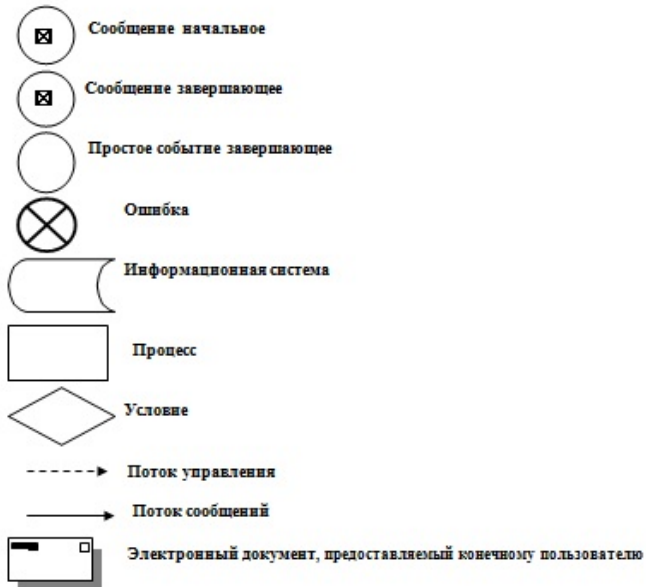 Сообщение начальное
Сообщение завершающее
Простое событие завершающее
Ошибка
Информационная система
Процесс
Условие
Поток управления
Поток сообщений
Электронный документ, предоставляемый конечному пользователю